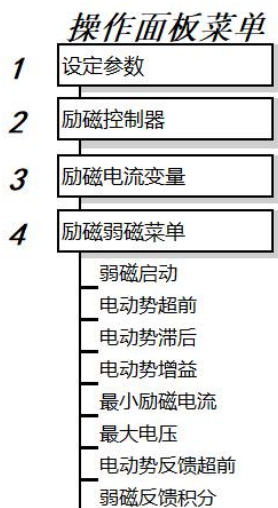 操作面板菜单
1 设定参数
2 励磁控制器
3 励磁电流变量
4 励磁弱磁菜单
弱磁启动
电动势超前
电动势滞后
电动势增益
最小励磁电流
最大电压
电动势反馈超前
弱磁反馈积分